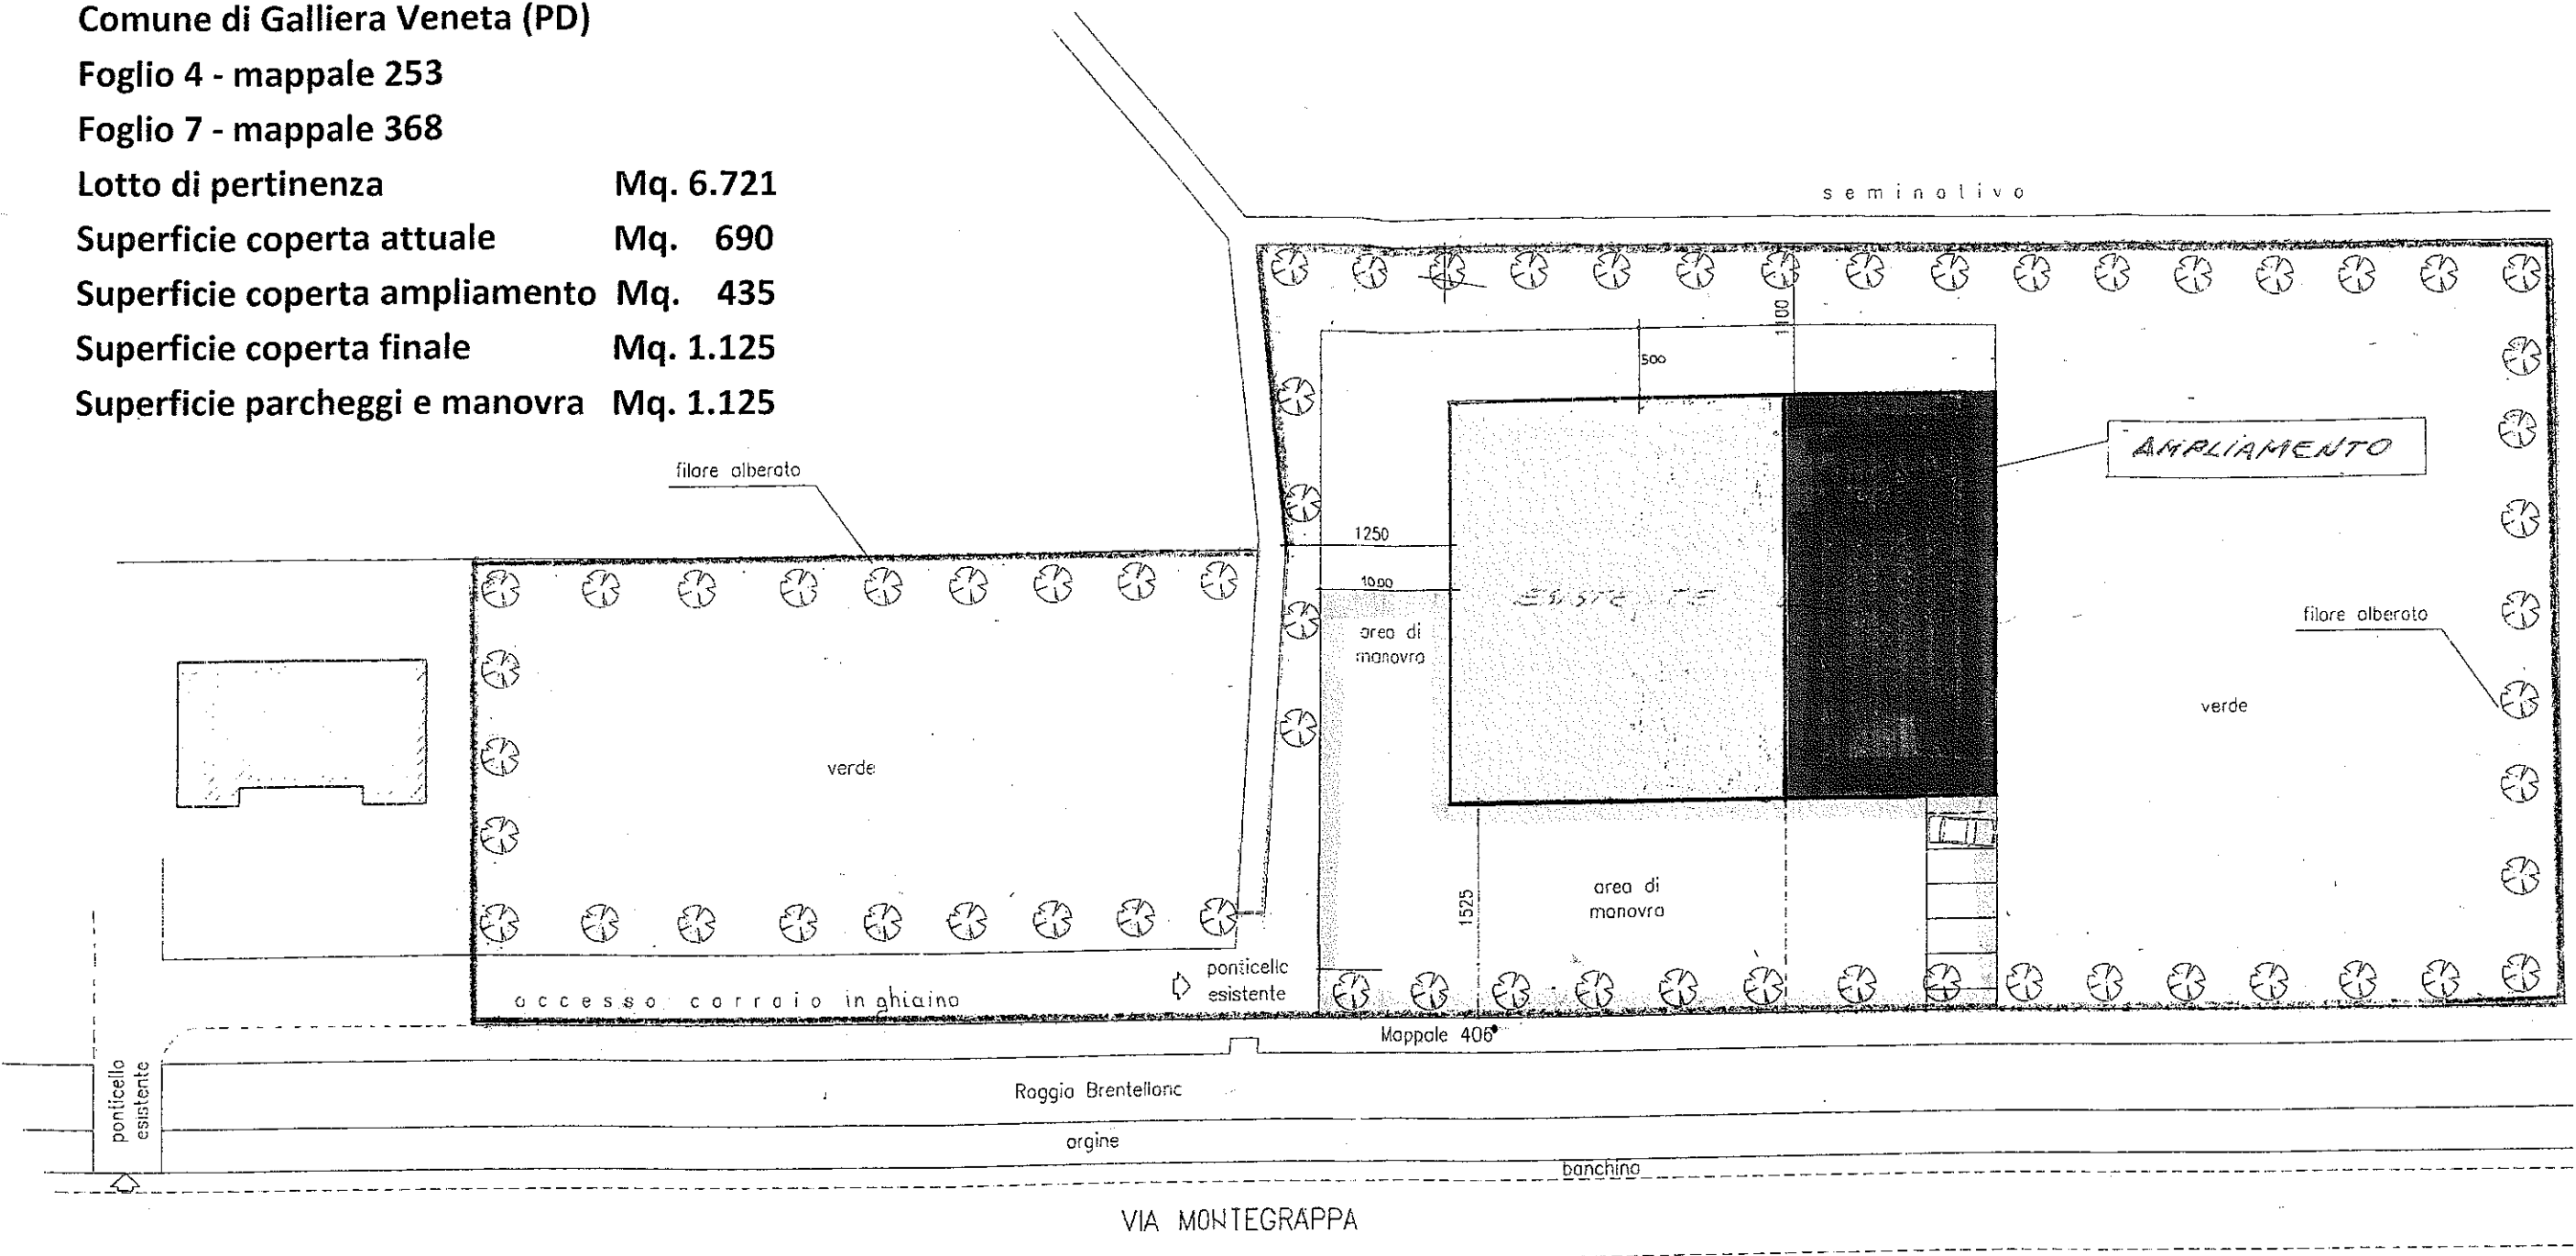 Comune di Galliera Veneta (PD)
Foglio 4 - mappale 253
Foglio 7 - mappale 368
Lotto di pertinenza Mq. 6.721
Superficie coperta attuale Mq. 690
Superficie coperta ampliamento Mq. 435
Superficie coperta finale Mq. 1.125
Superficie parcheggi e manovra Mq. 1.125
seminativo
1100
500
AMPLIAMENTO
filare alberato
1250
1000
area di
manovra
filare alberato
verde
verde
1525
area di
manovra
ponticello
esistente
accesso carraio in ghiaino
Mappale 406
ponticello
esistente
Roggia Brentellona
argine
banchina
VIA MONTEGRAPPA